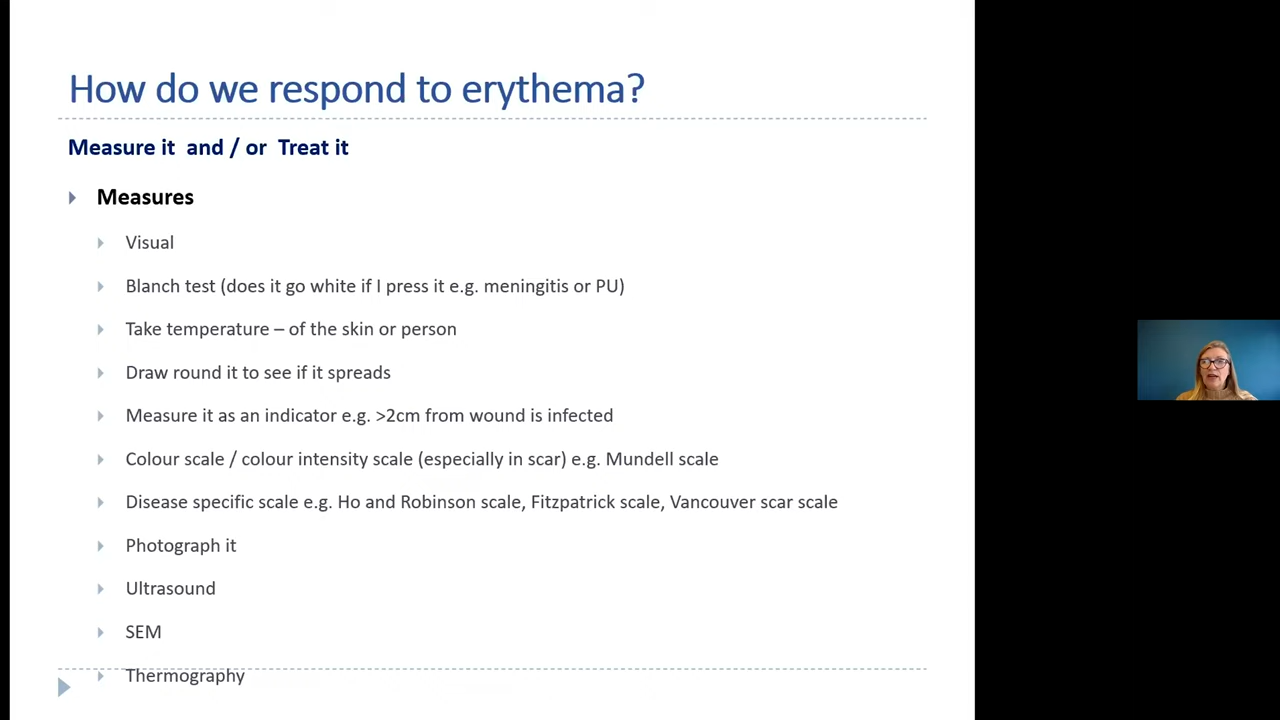 How do we respond to erythema?
Measure it and / or Treat it
Measures
Visual
Blanch test (does it go white if I press it e.g. meningitis or PU)
Take temperature – of the skin or person
Draw round it to see if it spreads
Measure it as an indicator e.g. >2cm from wound is infected
Colour scale / colour intensity scale (especially in scar) e.g. Mundell scale
Disease specific scale e.g. Ho and Robinson scale, Fitzpatrick scale, Vancouver scar scale
Photograph it
Ultrasound
SEM
Thermography